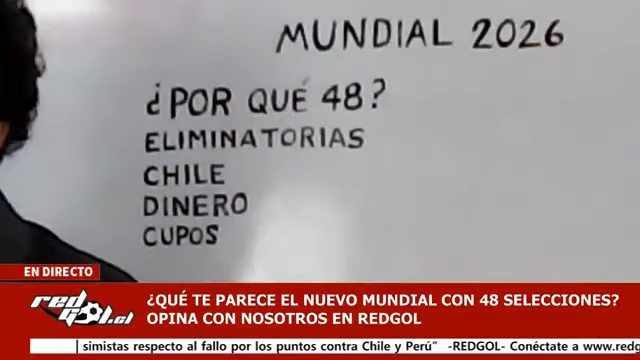 MUNDIAL 2026
¿POR QUÉ 48?
ELIMINATORIAS
CHILE
DINERO
CUPOS
EN DIRECTO
redgol.cl
¿QUÉ TE PARECE EL NUEVO MUNDIAL CON 48 SELECCIONES?
OPINA CON NOSOTROS EN REDGOL
simistas respecto al fallo por los puntos contra Chile y Perú" -REDGOL- Conéctate a www.redg